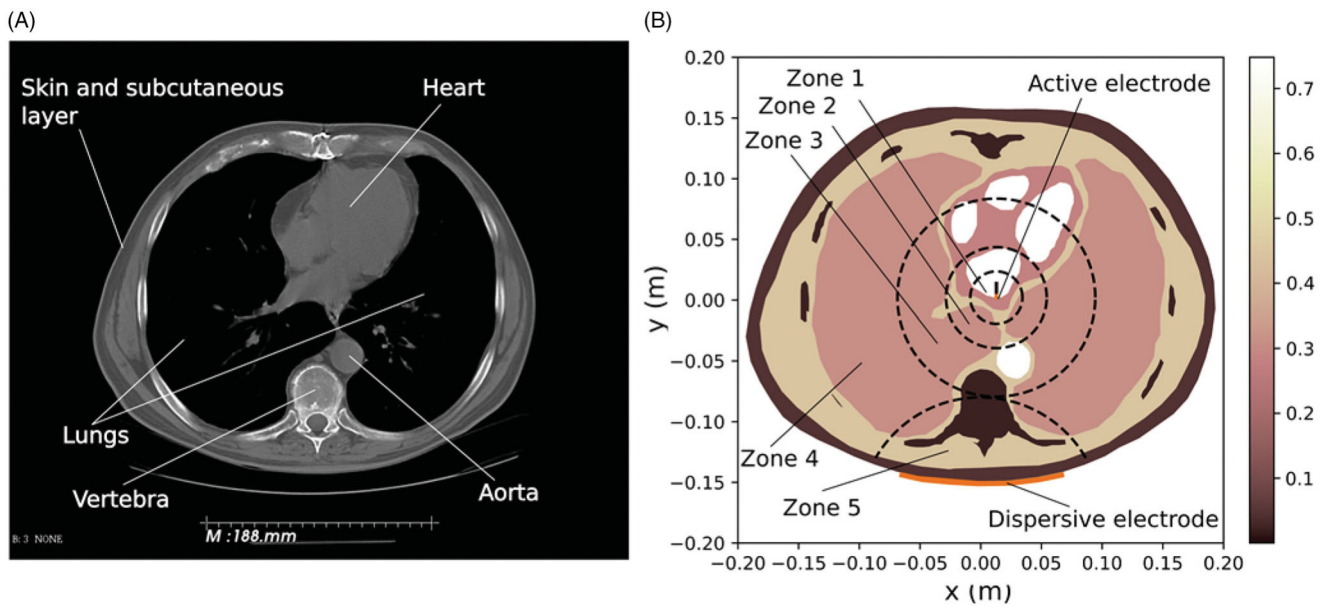 (A)
Skin and subcutaneous
layer
Heart
Lungs
Vertebra
Aorta
M :188.mm
B: 3 NONE
(B)
Zone 1
Zone 2
Zone 3
Active electrode
Zone 4
Zone 5
Dispersive electrode
0.20
0.15
0.10
0.05
0.00
−0.05
−0.10
−0.15
0.20
y (m)
−0.20 −0.15 −0.10 −0.05 0.00 0.05 0.10 0.15 0.20
x (m)
0.7
0.6
0.5
0.4
0.3
0.2
0.1